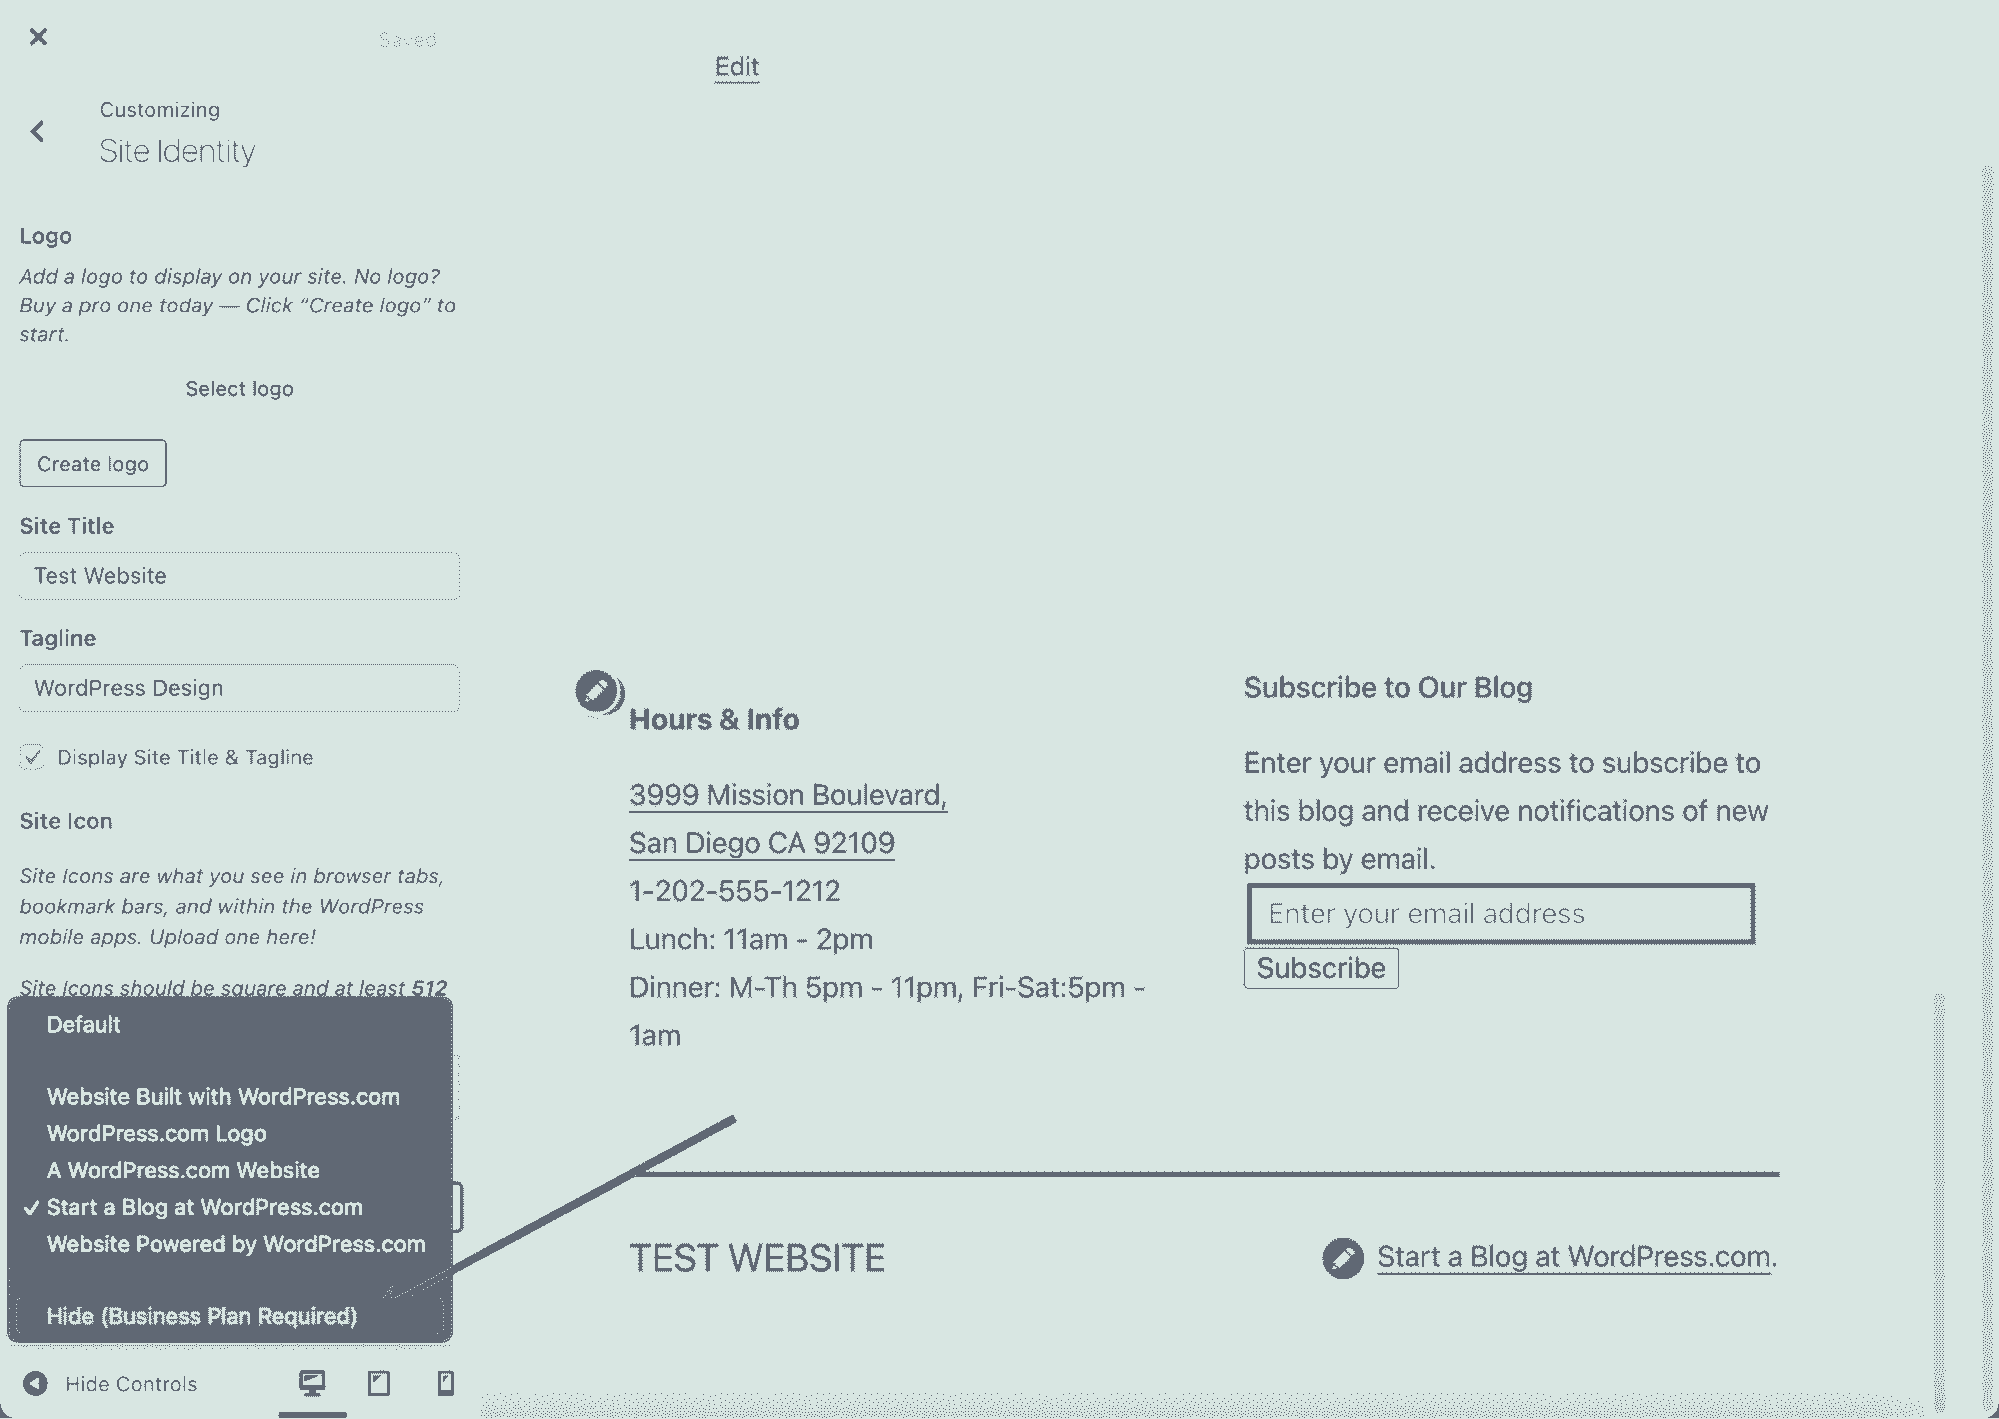 Saved
Customizing
Site Identity
Logo
Add a logo to display on your site. No logo?
Buy a pro one today — Click “Create logo” to
start.
Select logo
Create logo
Site Title
Test Website
Tagline
WordPress Design
Display Site Title & Tagline
Site Icon
Site Icons are what you see in browser tabs,
bookmark bars, and within the WordPress
mobile apps. Upload one here!
Site Icons should be square and at least 512
Default
Website Built with WordPress.com
WordPress.com Logo
A WordPress.com Website
Start a Blog at WordPress.com
Website Powered by WordPress.com
Hide (Business Plan Required)
Hide Controls
Edit
Hours & Info
3999 Mission Boulevard,
San Diego CA 92109
1-202-555-1212
Lunch: 11am - 2pm
Dinner: M-Th 5pm - 11pm, Fri-Sat:5pm -
1am
Subscribe to Our Blog
Enter your email address to subscribe to
this blog and receive notifications of new
posts by email.
Enter your email address
Subscribe
TEST WEBSITE
Start a Blog at WordPress.com.